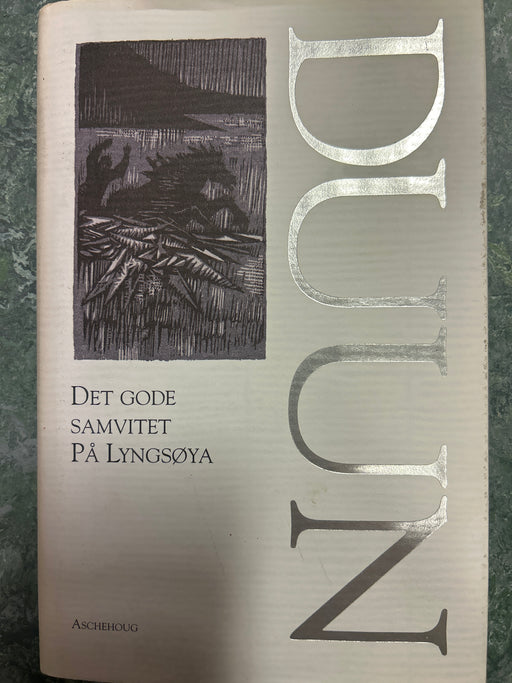 DUUN
DET GODE
SAMVITET
PÅ LYNGSØYA
ASCHEHOUG